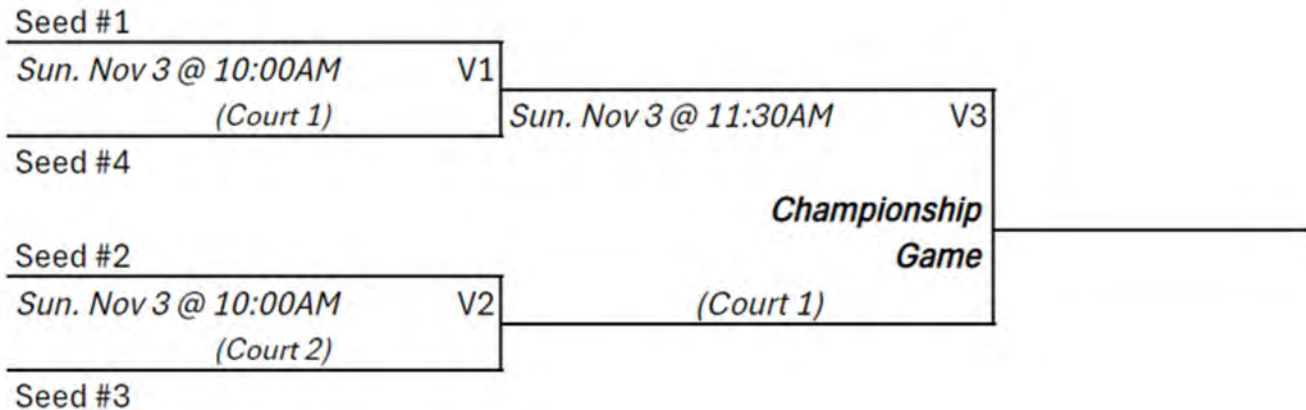 Seed #1
Sun. Nov 3 @ 10:00AM V1
(Court 1)
Sun. Nov 3 @ 11:30AM V3
Seed #4
Championship
Game
Seed #2
Sun. Nov 3 @ 10:00AM V2
(Court 1)
(Court 2)
Seed #3